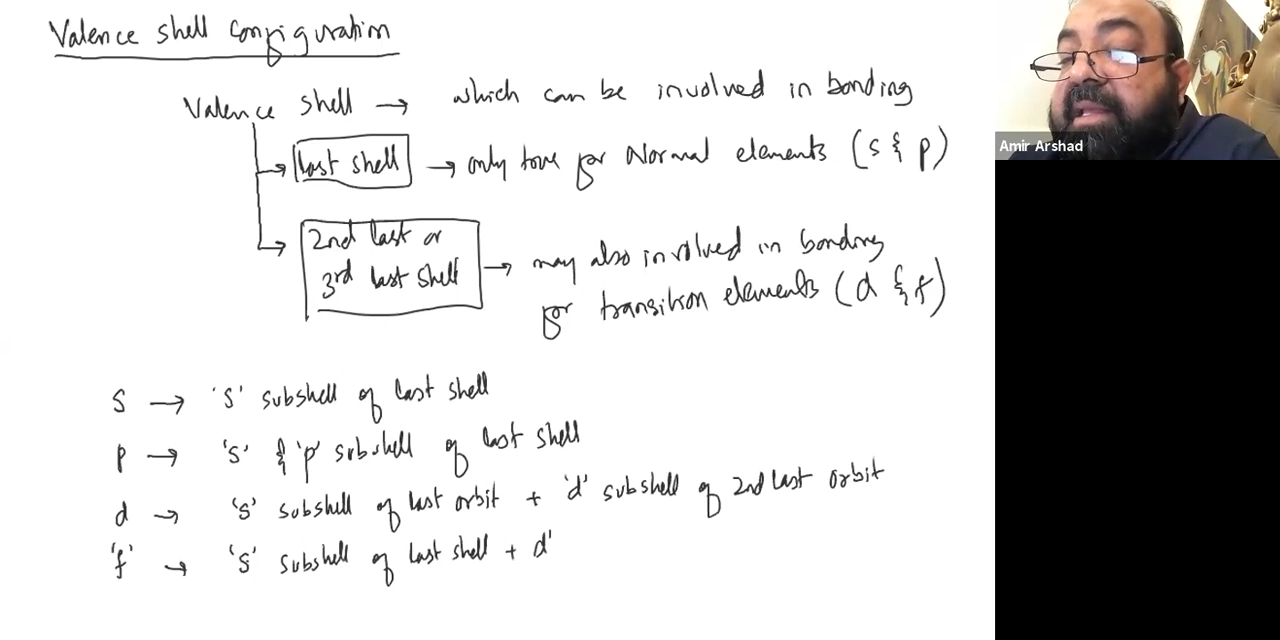 Valence shell configuration
Valence shell → which can be involved in bonding
last shell → only true for Normal elements (s & p)
2nd last or
3rd last shell → may also involved in bonding
for transition elements (d & f)
S → 's' subshell of last shell
p → 's' & 'p' subshell of last shell
d → 's' subshell of last orbit + 'd' subshell of 2nd last orbit
'f' → 's' subshell of last shell + d'
Amir Arshad